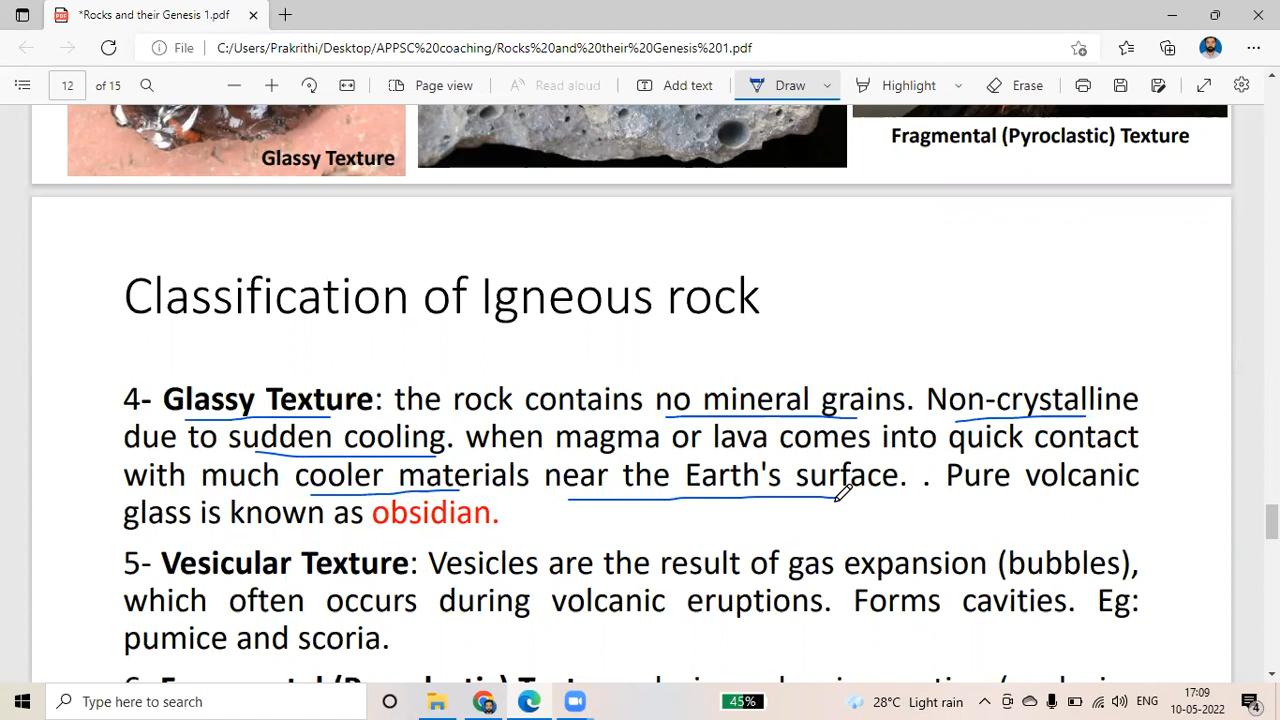 *Rocks and their Genesis 1.pdf
File C:/Users/Prakrithi/Desktop/APPSC%20coaching/Rocks%20and%20their%20Genesis%201.pdf
12 of 15 Page view Read aloud Add text Draw Highlight Erase
Glassy Texture
Fragmental (Pyroclastic) Texture
Classification of Igneous rock
4- Glassy Texture: the rock contains no mineral grains. Non-crystalline
due to sudden cooling. when magma or lava comes into quick contact
with much cooler materials near the Earth's surface. . Pure volcanic
glass is known as obsidian.
5- Vesicular Texture: Vesicles are the result of gas expansion (bubbles),
which often occurs during volcanic eruptions. Forms cavities. Eg:
pumice and scoria.
Type here to search 45% 28°C Light rain ENG 17:09
10-05-2022 4